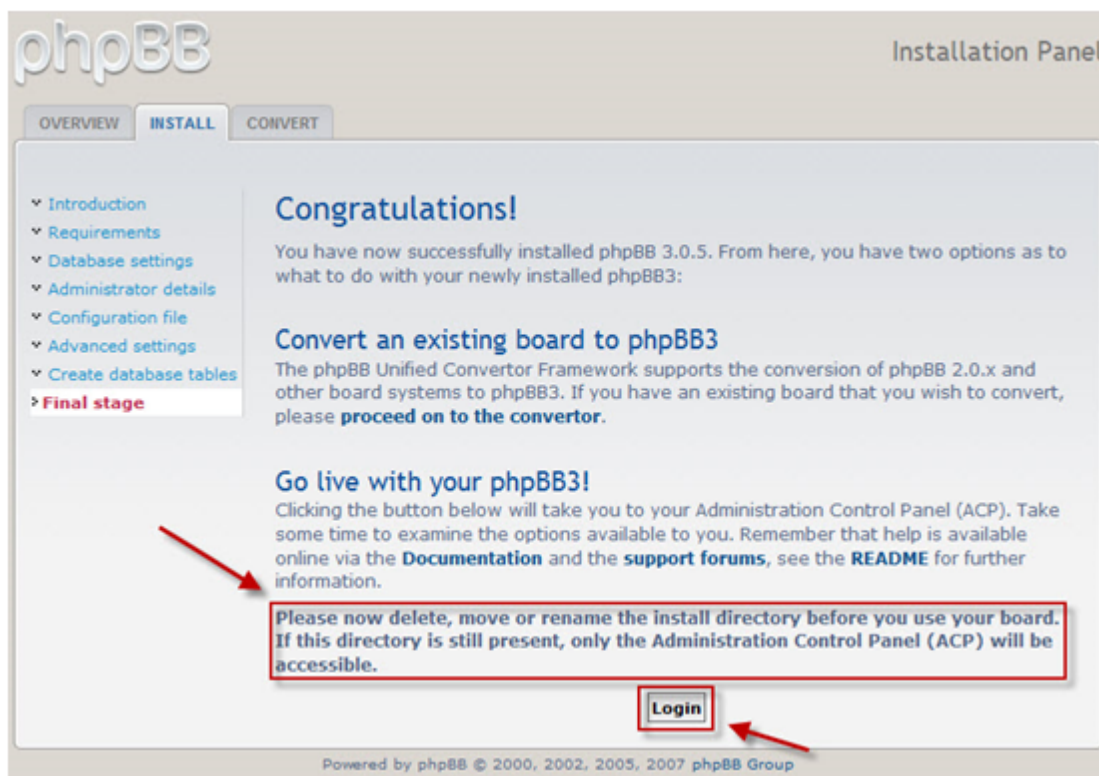 phpBB
Installation Panel
OVERVIEW INSTALL CONVERT
Introduction
Requirements
Database settings
Administrator details
Configuration file
Advanced settings
Create database tables
Final stage
Congratulations!
You have now successfully installed phpBB 3.0.5. From here, you have two options as to
what to do with your newly installed phpBB3:
Convert an existing board to phpBB3
The phpBB Unified Convertor Framework supports the conversion of phpBB 2.0.x and
other board systems to phpBB3. If you have an existing board that you wish to convert,
please proceed on to the convertor.
Go live with your phpBB3!
Clicking the button below will take you to your Administration Control Panel (ACP). Take
some time to examine the options available to you. Remember that help is available
online via the Documentation and the support forums, see the README for further
information.
Please now delete, move or rename the install directory before you use your board.
If this directory is still present, only the Administration Control Panel (ACP) will be
accessible.
Login
Powered by phpBB © 2000, 2002, 2005, 2007 phpBB Group